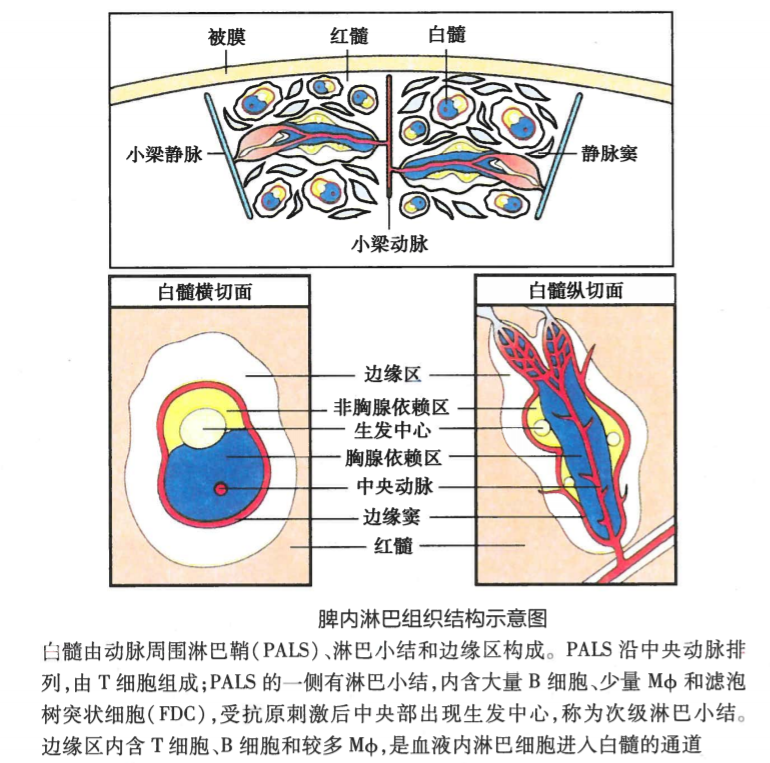 被膜 红髓 白髓
小梁静脉 静脉窦
小梁动脉
白髓横切面 白髓纵切面
边缘区
非胸腺依赖区
生发中心
胸腺依赖区
中央动脉
边缘窦
红髓
脾内淋巴组织结构示意图
白髓由动脉周围淋巴鞘(PALS)、淋巴小结和边缘区构成。PALS 沿中央动脉排
列,由 T 细胞组成;PALS 的一侧有淋巴小结,内含大量 B 细胞、少量 Mϕ 和滤泡
树突状细胞(FDC),受抗原刺激后中央部出现生发中心,称为次级淋巴小结。
边缘区内含 T 细胞、B 细胞和较多 Mϕ,是血液内淋巴细胞进入白髓的通道